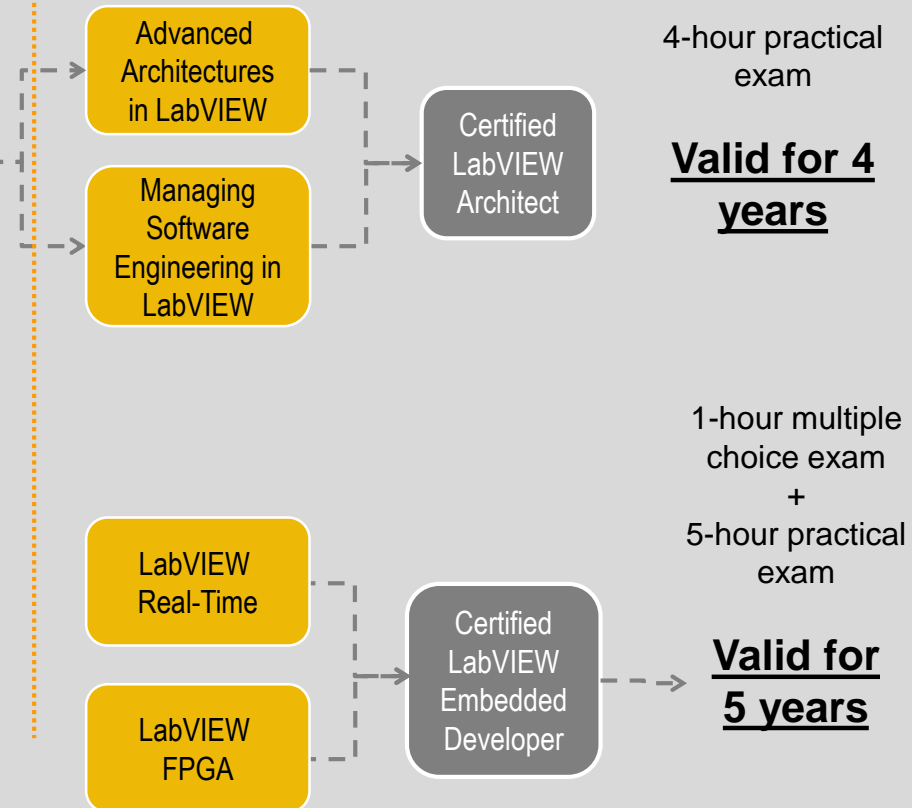 Advanced
Architectures
in LabVIEW
Managing
Software
Engineering in
LabVIEW
Certified
LabVIEW
Architect
4-hour practical
exam
Valid for 4
years
LabVIEW
Real-Time
LabVIEW
FPGA
Certified
LabVIEW
Embedded
Developer
1-hour multiple
choice exam
+
5-hour practical
exam
Valid for
5 years